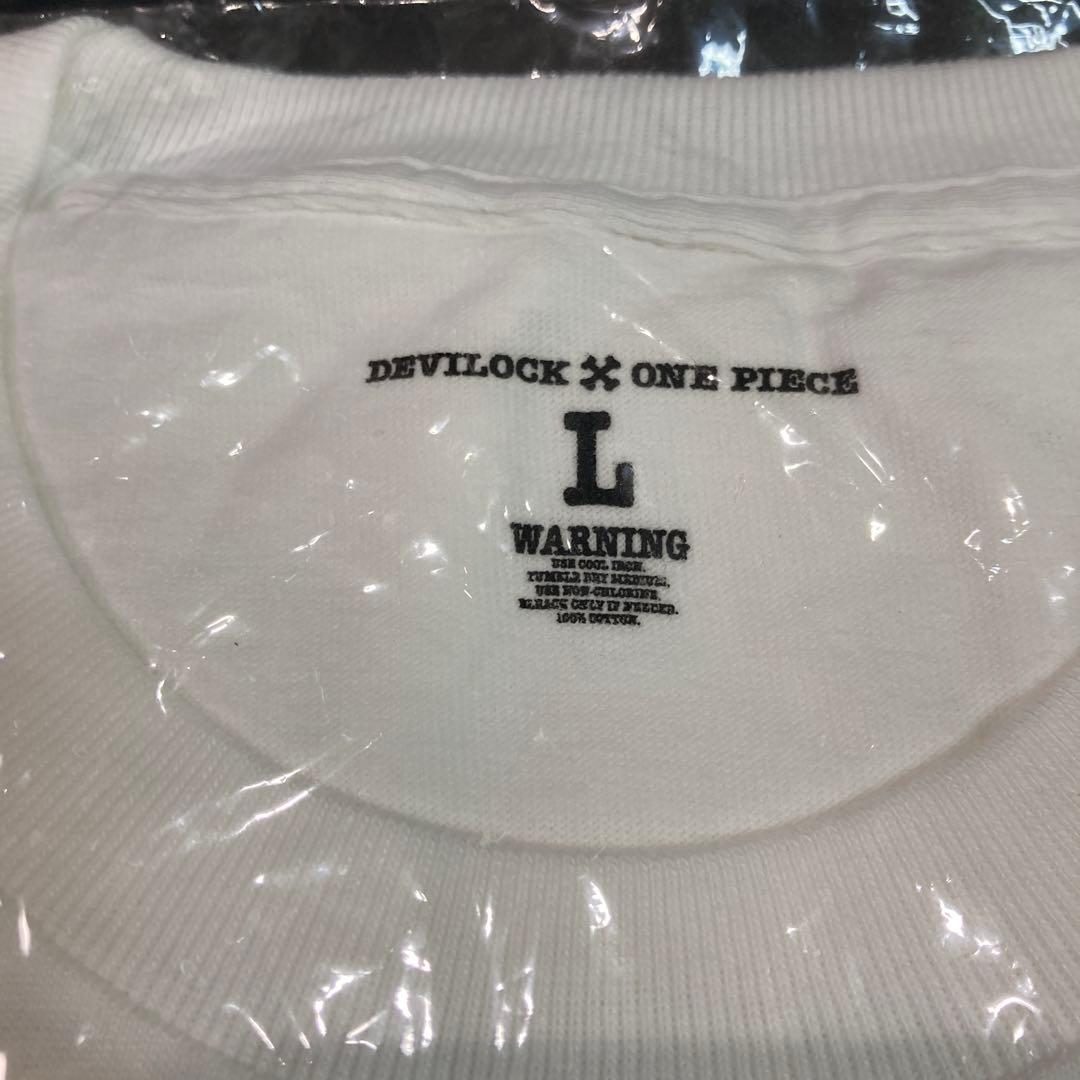 DEVILOCK ONE PIECE
L
WARNING
USE COOL IRON.
TUMBLE DRY MEDIUM.
USE NON-CHLORINE.
BLEACH ONLY IF NEEDED.
100% COTTON.